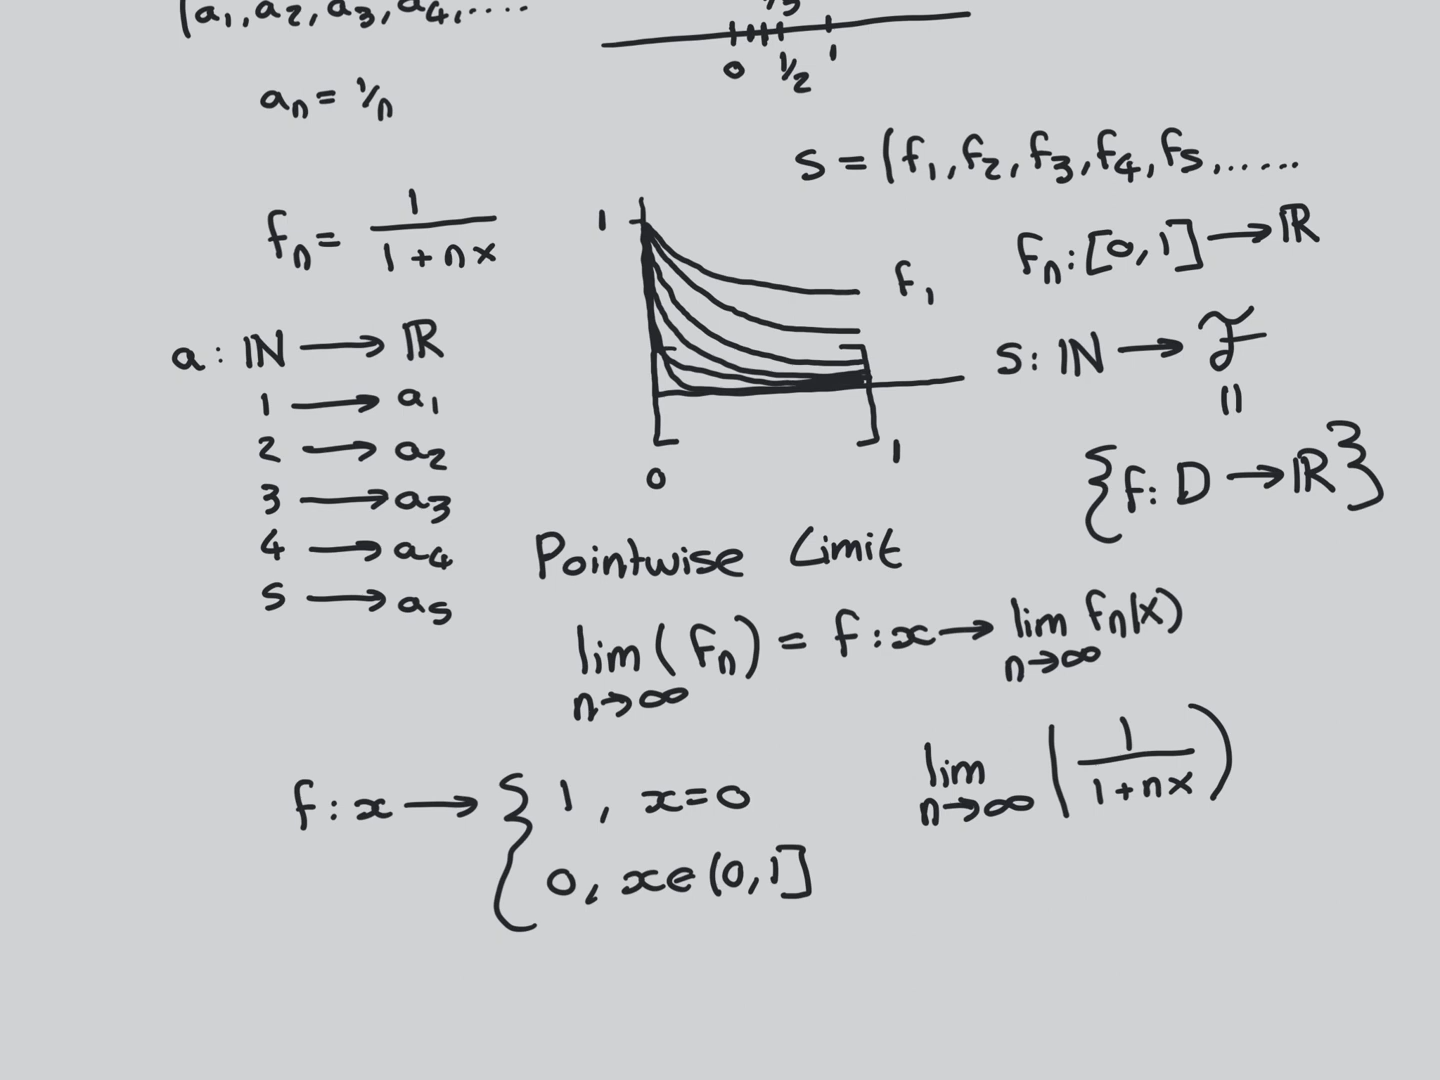 (a₁, a₂, a₃, a₄, ....
0 1/2 1
aₙ = 1/n
S = (f₁, f₂, f₃, f₄, f₅, ......
fₙ = 1/(1+nx)
1
f₁
0
1
fₙ: [0,1] → ℝ
a: ℕ → ℝ
1 → a₁
2 → a₂
3 → a₃
4 → a₄
5 → a₅
S: ℕ → ℱ
=
{f: D → ℝ}
Pointwise Limit
lim n→∞ (fₙ) = f: x → lim n→∞ fₙ(x)
lim n→∞ (1/(1+nx))
f: x → { 1, x=0
0, x∈(0,1]